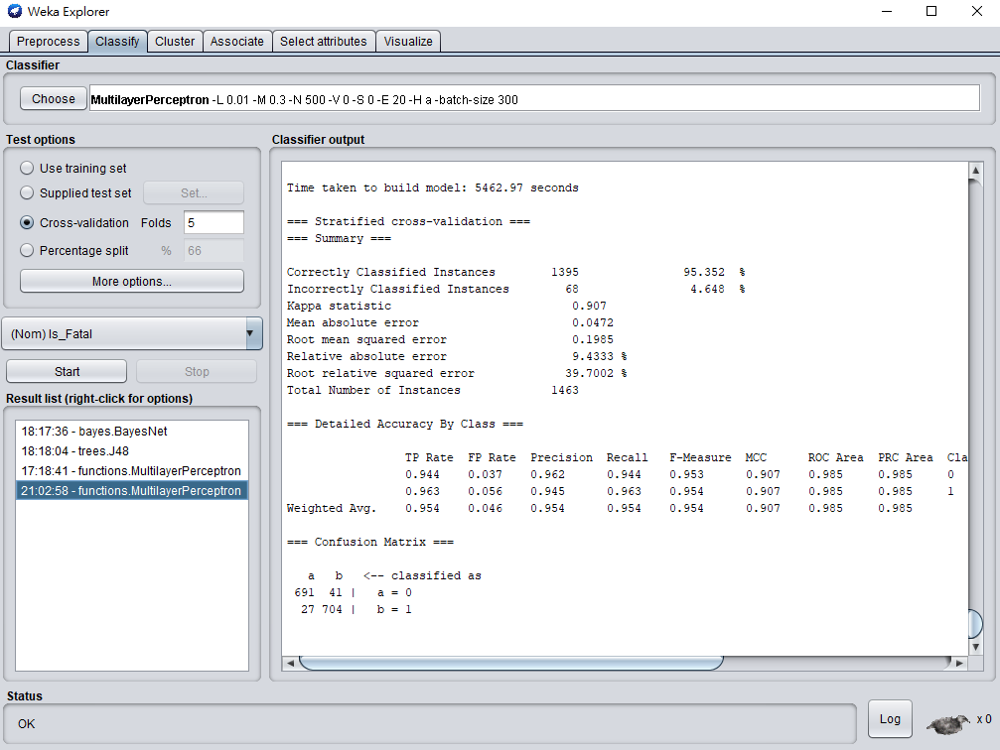 Weka Explorer
Preprocess Classify Cluster Associate Select attributes Visualize
Classifier
Choose MultilayerPerceptron -L 0.01 -M 0.3 -N 500 -V 0 -S 0 -E 20 -H a -batch-size 300
Test options
Use training set
Supplied test set Set...
Cross-validation Folds 5
Percentage split % 66
More options...
(Nom) Is_Fatal
Start Stop
Result list (right-click for options)
18:17:36 - bayes.BayesNet
18:18:04 - trees.J48
17:18:41 - functions.MultilayerPerceptron
21:02:58 - functions.MultilayerPerceptron
Classifier output
Time taken to build model: 5462.97 seconds
=== Stratified cross-validation ===
=== Summary ===
Correctly Classified Instances 1395 95.352 %
Incorrectly Classified Instances 68 4.648 %
Kappa statistic 0.907
Mean absolute error 0.0472
Root mean squared error 0.1985
Relative absolute error 9.4333 %
Root relative squared error 39.7002 %
Total Number of Instances 1463
=== Detailed Accuracy By Class ===
TP Rate FP Rate Precision Recall F-Measure MCC ROC Area PRC Area Cla
0.944 0.037 0.962 0.944 0.953 0.907 0.985 0.985 0
0.963 0.056 0.945 0.963 0.954 0.907 0.985 0.985 1
Weighted Avg. 0.954 0.046 0.954 0.954 0.954 0.907 0.985 0.985
=== Confusion Matrix ===
a b <-- classified as
691 41 | a = 0
27 704 | b = 1
Status
OK
Log
x 0